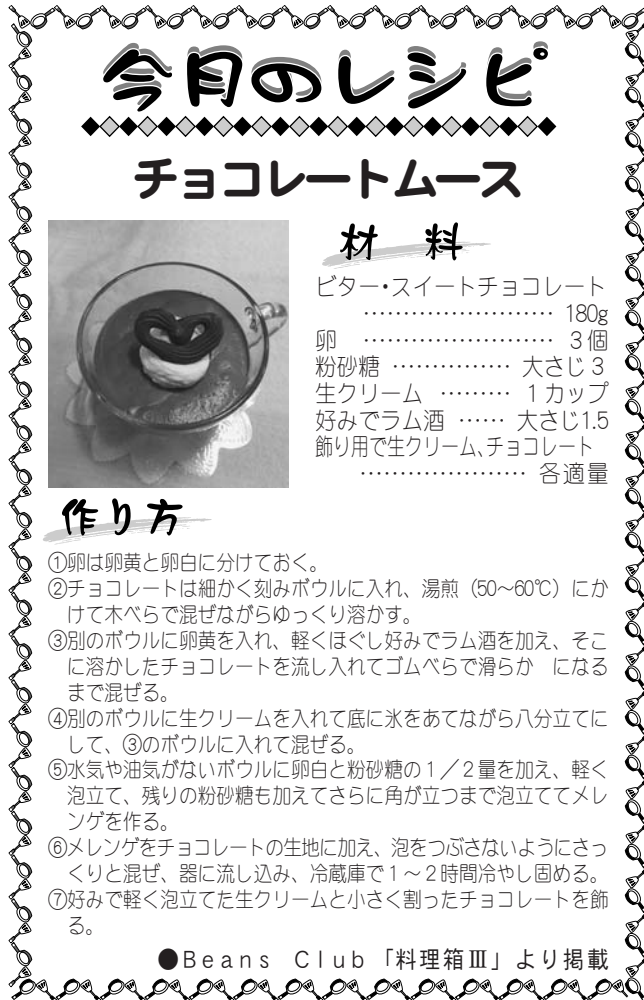 今月のレシピ
チョコレートムース
材　料
ビター・スイートチョコレート
…………………… 180g
卵　…………………… ３個
粉砂糖 …………… 大さじ３
生クリーム ……… １カップ
好みでラム酒 …… 大さじ1.5
飾り用で生クリーム､チョコレート
………………… 各適量
作り方
①卵は卵黄と卵白に分けておく。
②チョコレートは細かく刻みボウルに入れ、湯煎（50～60℃）にか
けて木べらで混ぜながらゆっくり溶かす。
③別のボウルに卵黄を入れ、軽くほぐし好みでラム酒を加え、そこ
に溶かしたチョコレートを流し入れてゴムべらで滑らか　になる
まで混ぜる。
④別のボウルに生クリームを入れて底に氷をあてながら八分立てに
して、③のボウルに入れて混ぜる。
⑤水気や油気がないボウルに卵白と粉砂糖の１／２量を加え、軽く
泡立て、残りの粉砂糖も加えてさらに角が立つまで泡立ててメレ
ンゲを作る。
⑥メレンゲをチョコレートの生地に加え、泡をつぶさないようにさっ
くりと混ぜ、器に流し込み、冷蔵庫で１～２時間冷やし固める。
⑦好みで軽く泡立てた生クリームと小さく割ったチョコレートを飾
る。
●Beans Club「料理箱Ⅲ」より掲載